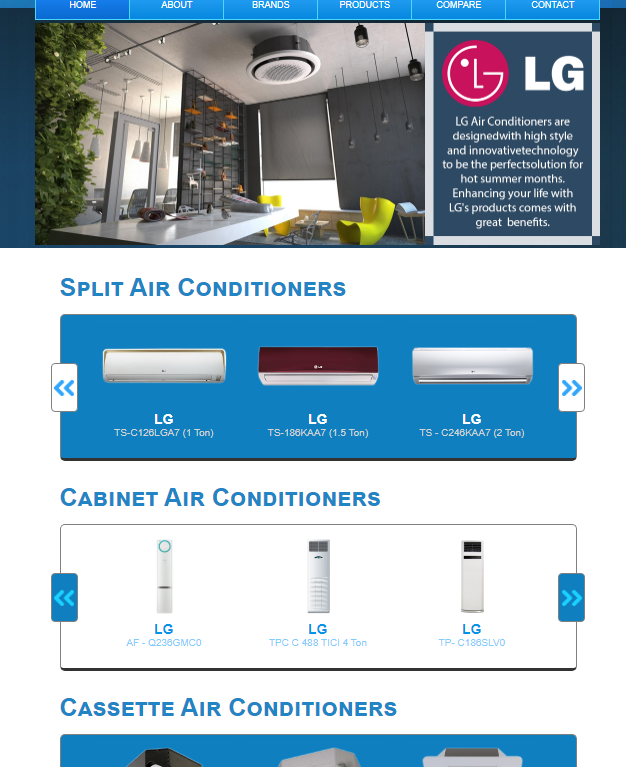 HOME ABOUT BRANDS PRODUCTS COMPARE CONTACT
LG
LG Air Conditioners are
designedwith high style
and innovativetechnology
to be the perfectsolution for
hot summer months.
Enhancing your life with
LG's products comes with
great benefits.
Split Air Conditioners
LG LG LG
TS-C126LGA7 (1 Ton) TS-186KAA7 (1.5 Ton) TS - C246KAA7 (2 Ton)
Cabinet Air Conditioners
LG LG LG
AF - Q236GMC0 TPC C 488 TICI 4 Ton TP- C186SLV0
Cassette Air Conditioners